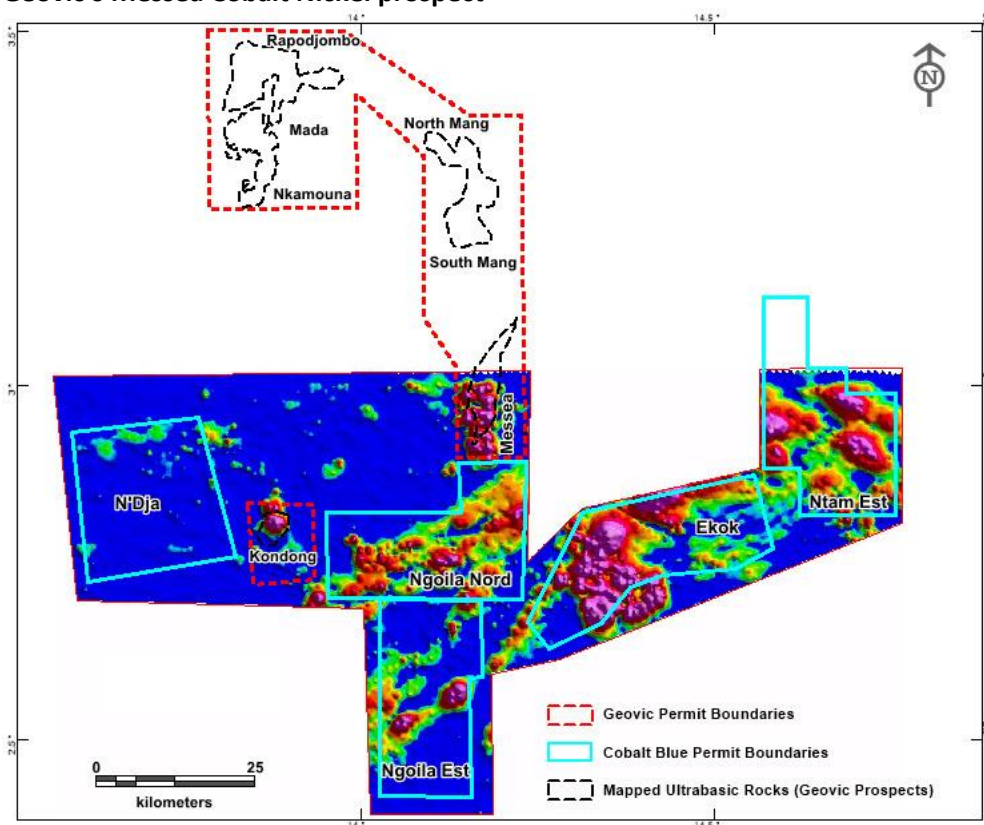 Geovic's Messea Cobalt-Nickel prospect
14°
14.5°
3.5°
Rapodjombo
N
North Mang
Mada
Nkamouna
South Mang
3.0°
Messea
N'Dja
Ntam Est
Ekok
Kondong
Ngoila Nord
Geovic Permit Boundaries
2.5°
Cobalt Blue Permit Boundaries
0 25
Ngoila Est
kilometers
Mapped Ultrabasic Rocks (Geovic Prospects)